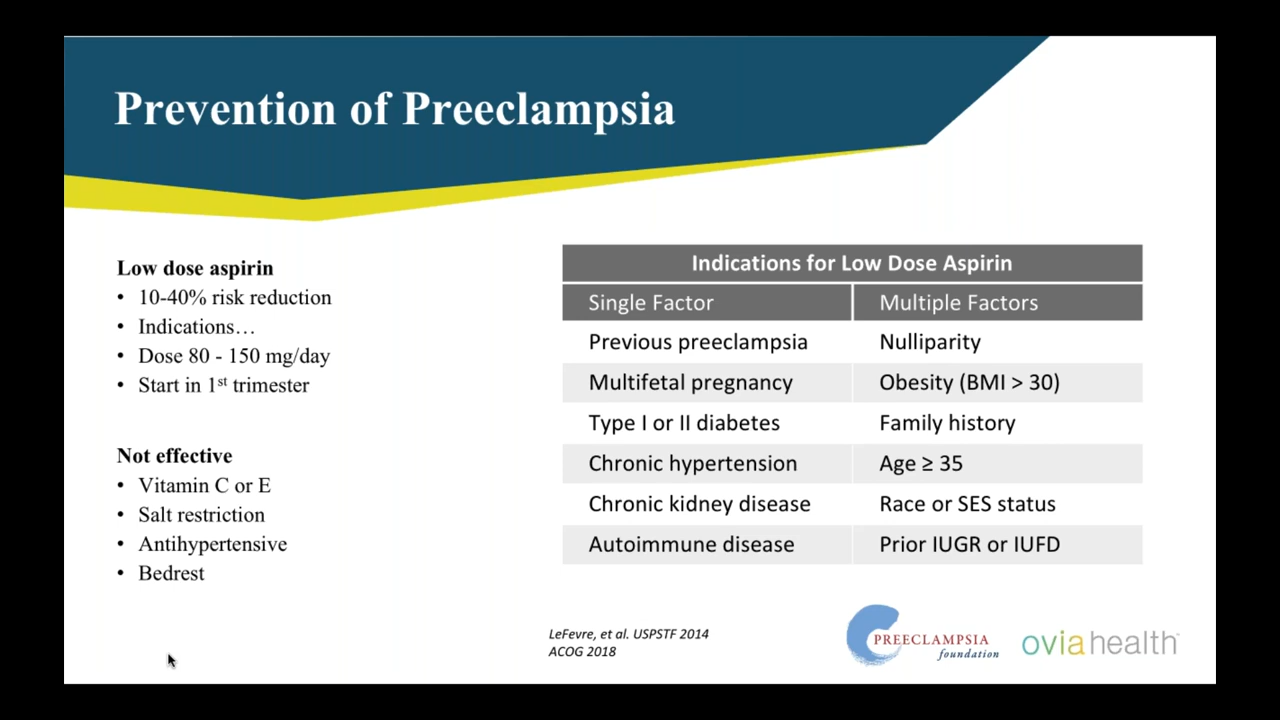 Prevention of Preeclampsia
Low dose aspirin
• 10-40% risk reduction
• Indications…
• Dose 80 - 150 mg/day
• Start in 1st trimester
Not effective
• Vitamin C or E
• Salt restriction
• Antihypertensive
• Bedrest
Indications for Low Dose Aspirin
Single Factor Multiple Factors
Previous preeclampsia Nulliparity
Multifetal pregnancy Obesity (BMI > 30)
Type I or II diabetes Family history
Chronic hypertension Age ≥ 35
Chronic kidney disease Race or SES status
Autoimmune disease Prior IUGR or IUFD
LeFevre, et al. USPSTF 2014
ACOG 2018
PREECLAMPSIA
foundation
ovia health